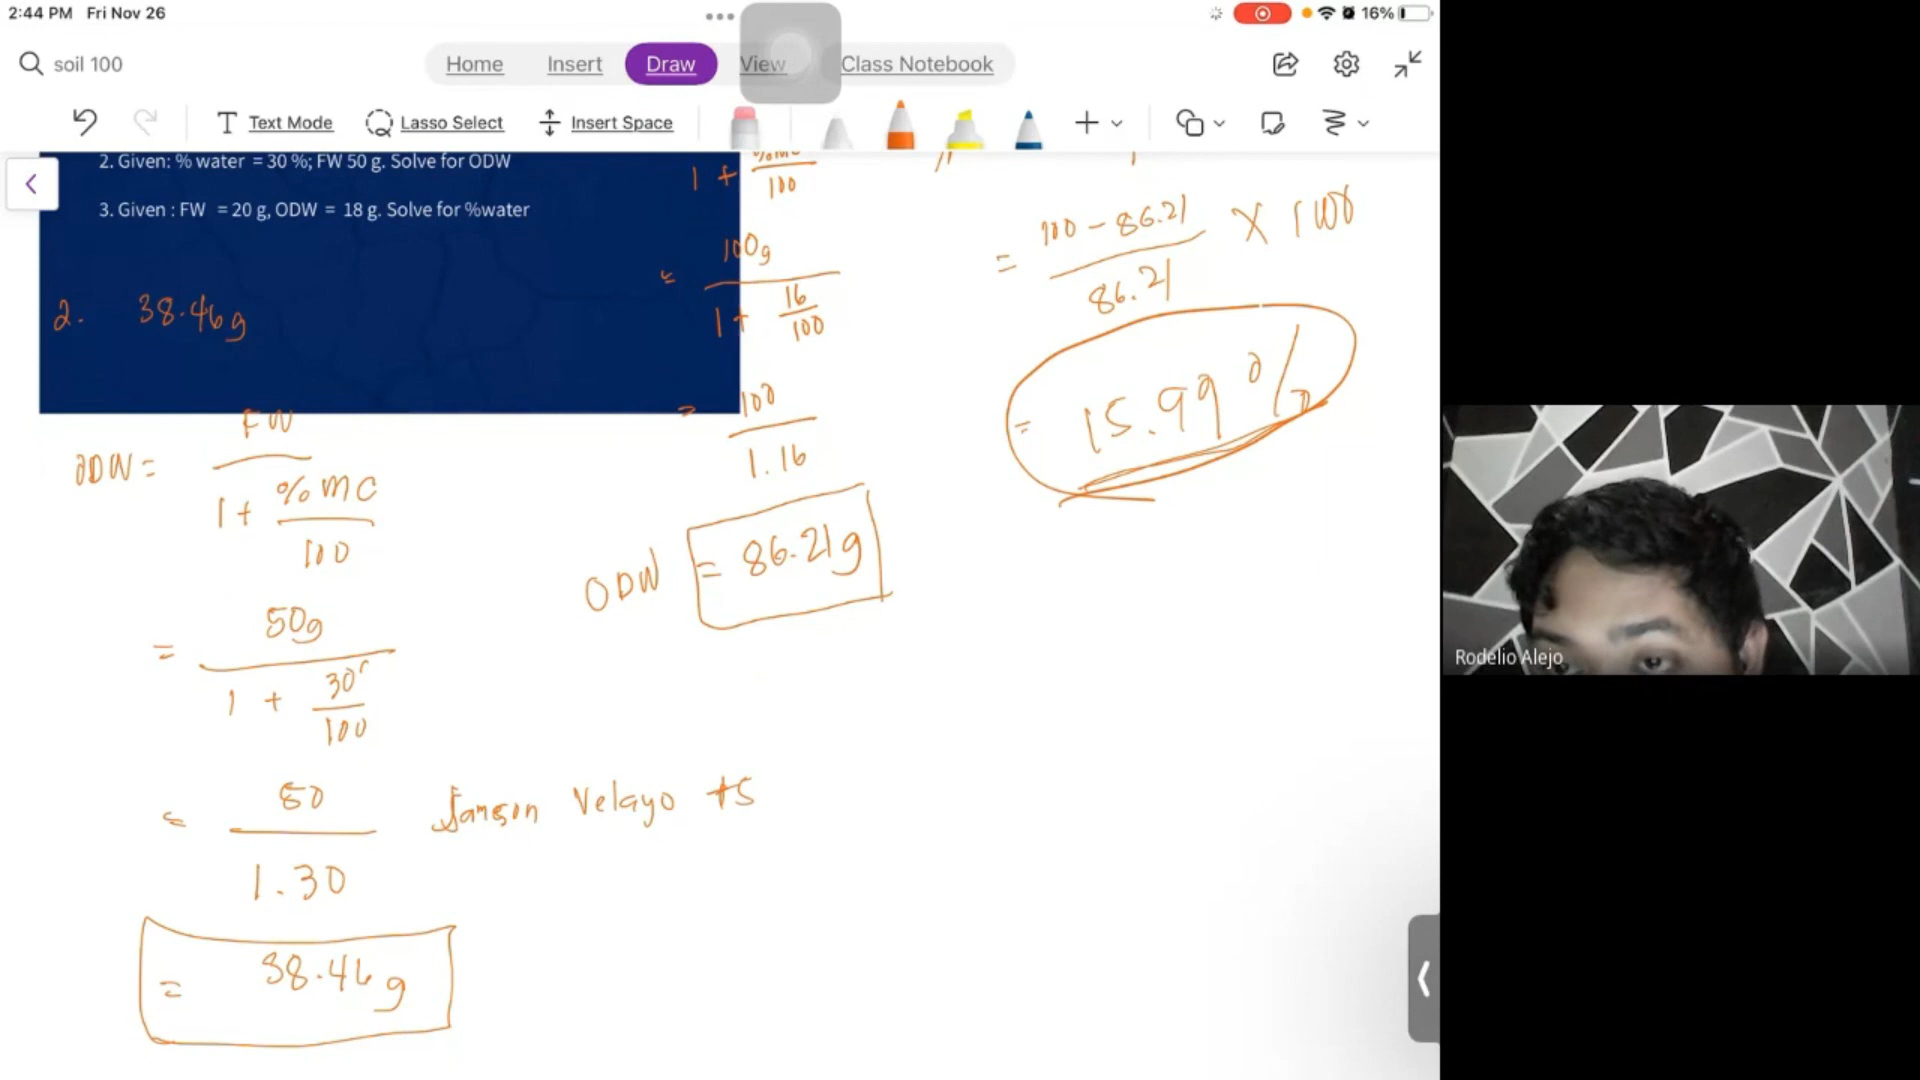 2:44 PM Fri Nov 26
16%
soil 100
Home Insert Draw View Class Notebook
Text Mode Lasso Select Insert Space
2. Given: % water = 30 %; FW 50 g. Solve for ODW
3. Given : FW = 20 g, ODW = 18 g. Solve for %water
2. 38.46g
ODW = FW
1 + %MC
100
= 50g
1 + 30
100
= 50
1.30
= 38.46 g
Jamson Velayo +5
1 + %MC
100
= 100g
1 + 16
100
= 100
1.16
ODW = 86.21g
= 100 - 86.21 X 100
86.21
= 15.99 %
Rodelio Alejo